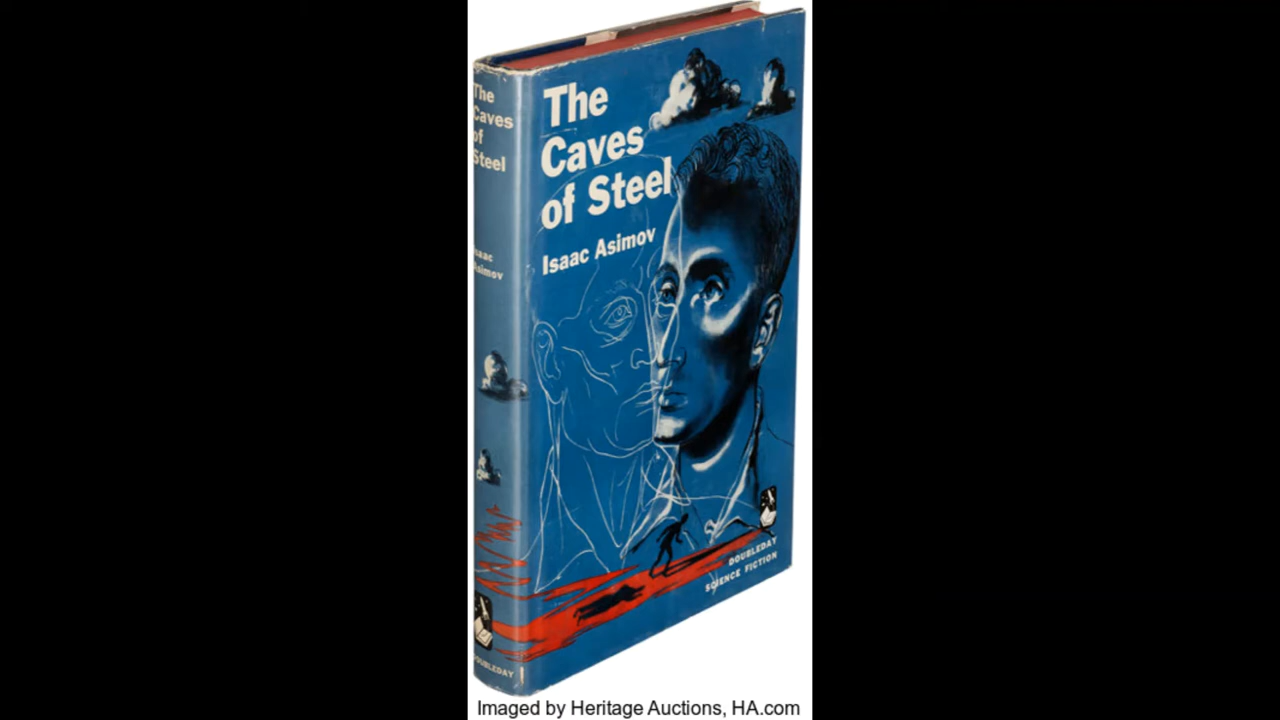 The
Caves
of Steel
Isaac Asimov
DOUBLEDAY
SCIENCE FICTION
The
Caves
of
Steel
Isaac
Asimov
DOUBLEDAY
Imaged by Heritage Auctions, HA.com